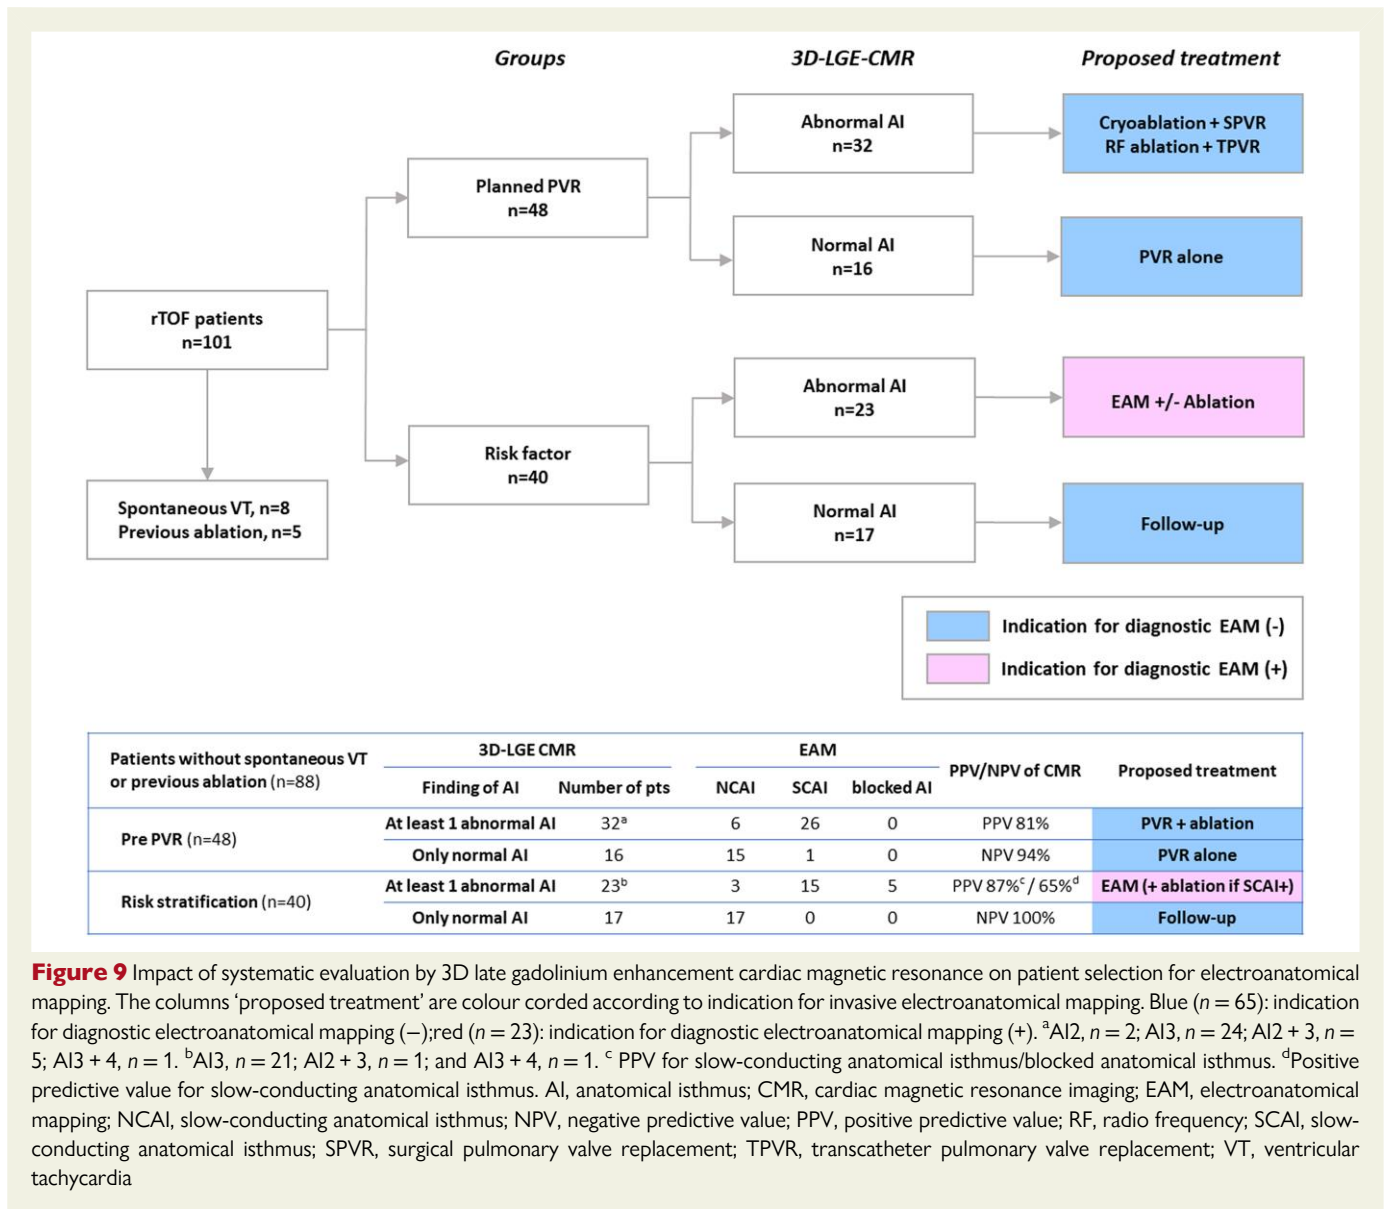 Groups
3D-LGE-CMR
Proposed treatment
Abnormal AI
n=32
Cryoablation + SPVR
RF ablation + TPVR
Planned PVR
n=48
Normal AI
n=16
PVR alone
rTOF patients
n=101
Abnormal AI
n=23
EAM +/- Ablation
Risk factor
n=40
Spontaneous VT, n=8
Previous ablation, n=5
Normal AI
n=17
Follow-up
Indication for diagnostic EAM (-)
Indication for diagnostic EAM (+)
Patients without spontaneous VT
or previous ablation (n=88)
3D-LGE CMR
EAM
PPV/NPV of CMR
Proposed treatment
Finding of AI Number of pts NCAI SCAI blocked AI
Pre PVR (n=48)
At least 1 abnormal AI 32a 6 26 0 PPV 81% PVR + ablation
Only normal AI 16 15 1 0 NPV 94% PVR alone
Risk stratification (n=40)
At least 1 abnormal AI 23b 3 15 5 PPV 87%c / 65%d EAM (+ ablation if SCAI+)
Only normal AI 17 17 0 0 NPV 100% Follow-up
Figure 9 Impact of systematic evaluation by 3D late gadolinium enhancement cardiac magnetic resonance on patient selection for electroanatomical
mapping. The columns ‘proposed treatment’ are colour corded according to indication for invasive electroanatomical mapping. Blue (n = 65): indication
for diagnostic electroanatomical mapping (−);red (n = 23): indication for diagnostic electroanatomical mapping (+). aAI2, n = 2; AI3, n = 24; AI2 + 3, n =
5; AI3 + 4, n = 1. bAI3, n = 21; AI2 + 3, n = 1; and AI3 + 4, n = 1. c PPV for slow-conducting anatomical isthmus/blocked anatomical isthmus. dPositive
predictive value for slow-conducting anatomical isthmus. AI, anatomical isthmus; CMR, cardiac magnetic resonance imaging; EAM, electroanatomical
mapping; NCAI, slow-conducting anatomical isthmus; NPV, negative predictive value; PPV, positive predictive value; RF, radio frequency; SCAI, slow-
conducting anatomical isthmus; SPVR, surgical pulmonary valve replacement; TPVR, transcatheter pulmonary valve replacement; VT, ventricular
tachycardia